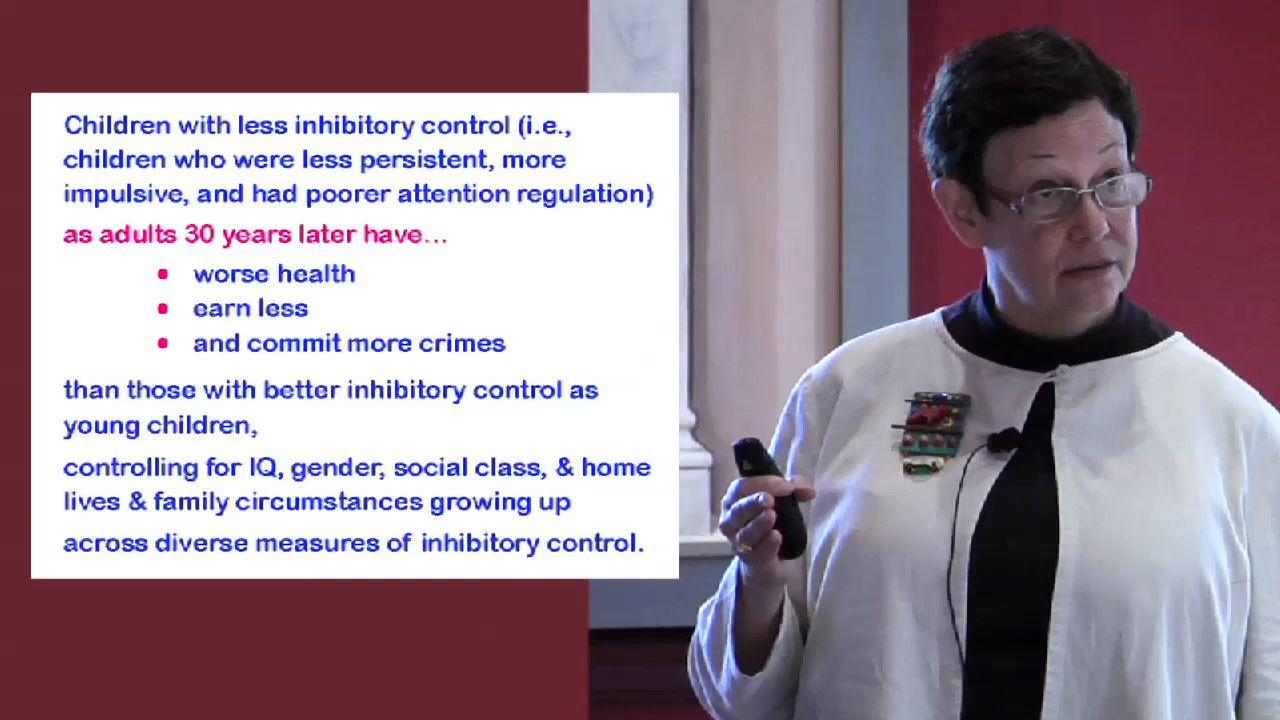 Children with less inhibitory control (i.e.,
children who were less persistent, more
impulsive, and had poorer attention regulation)
as adults 30 years later have…
• worse health
• earn less
• and commit more crimes
than those with better inhibitory control as
young children,
controlling for IQ, gender, social class, & home
lives & family circumstances growing up
across diverse measures of inhibitory control.